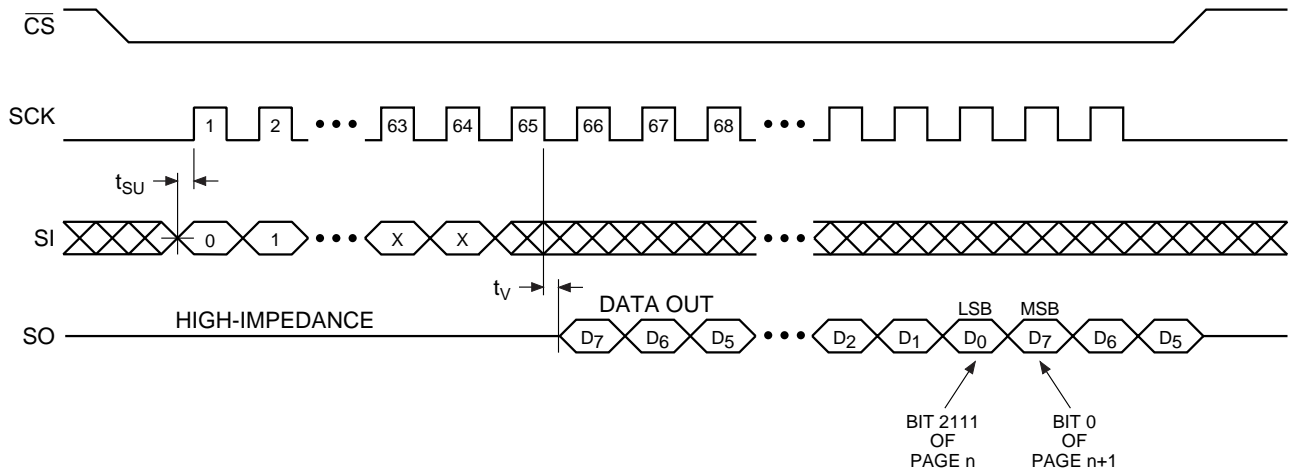 CS
SCK
1 2 ••• 63 64 65 66 67 68 •••
tSU
SI
0 1 ••• X X •••
tV
DATA OUT
HIGH-IMPEDANCE
LSB MSB
SO
D7 D6 D5 ••• D2 D1 D0 D7 D6 D5
BIT 2111
OF
PAGE n
BIT 0
OF
PAGE n+1